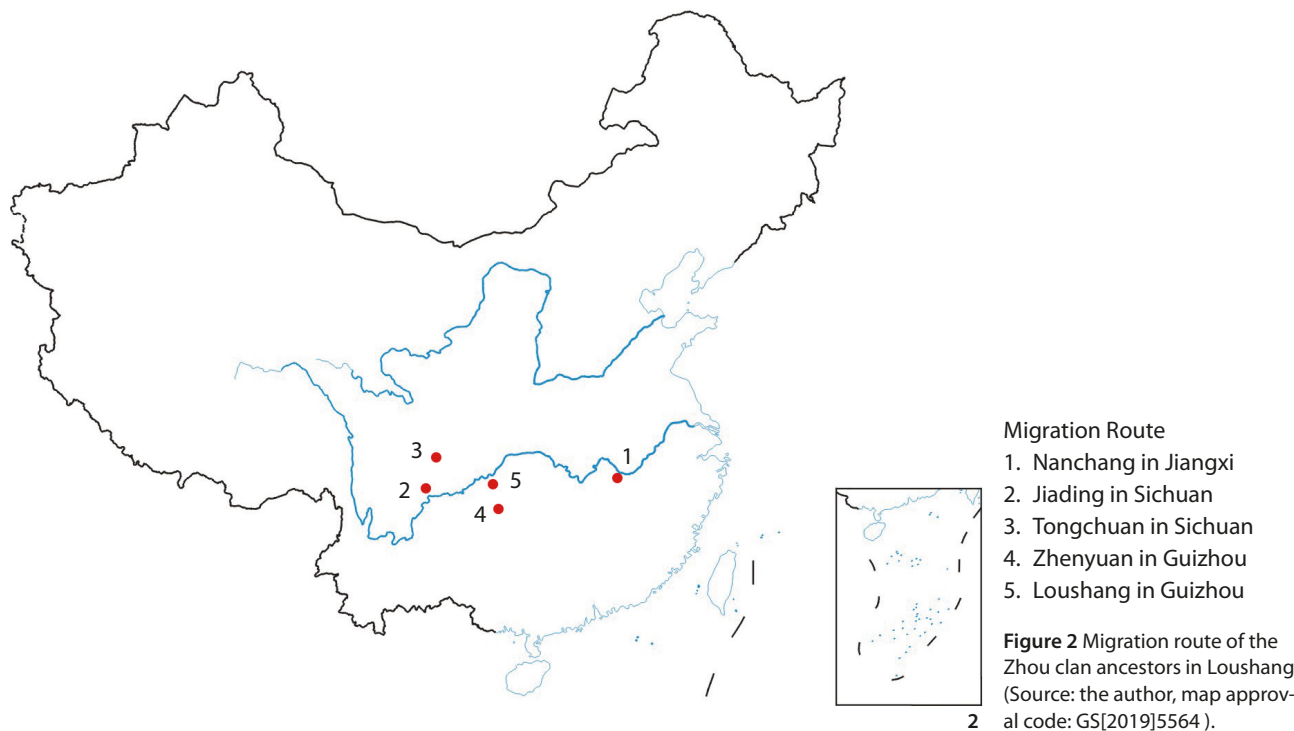 3
1
2
5
4
Migration Route
1. Nanchang in Jiangxi
2. Jiading in Sichuan
3. Tongchuan in Sichuan
4. Zhenyuan in Guizhou
5. Loushang in Guizhou
Figure 2 Migration route of the
Zhou clan ancestors in Loushang
(Source: the author, map approv-
al code: GS[2019]5564 ).
2